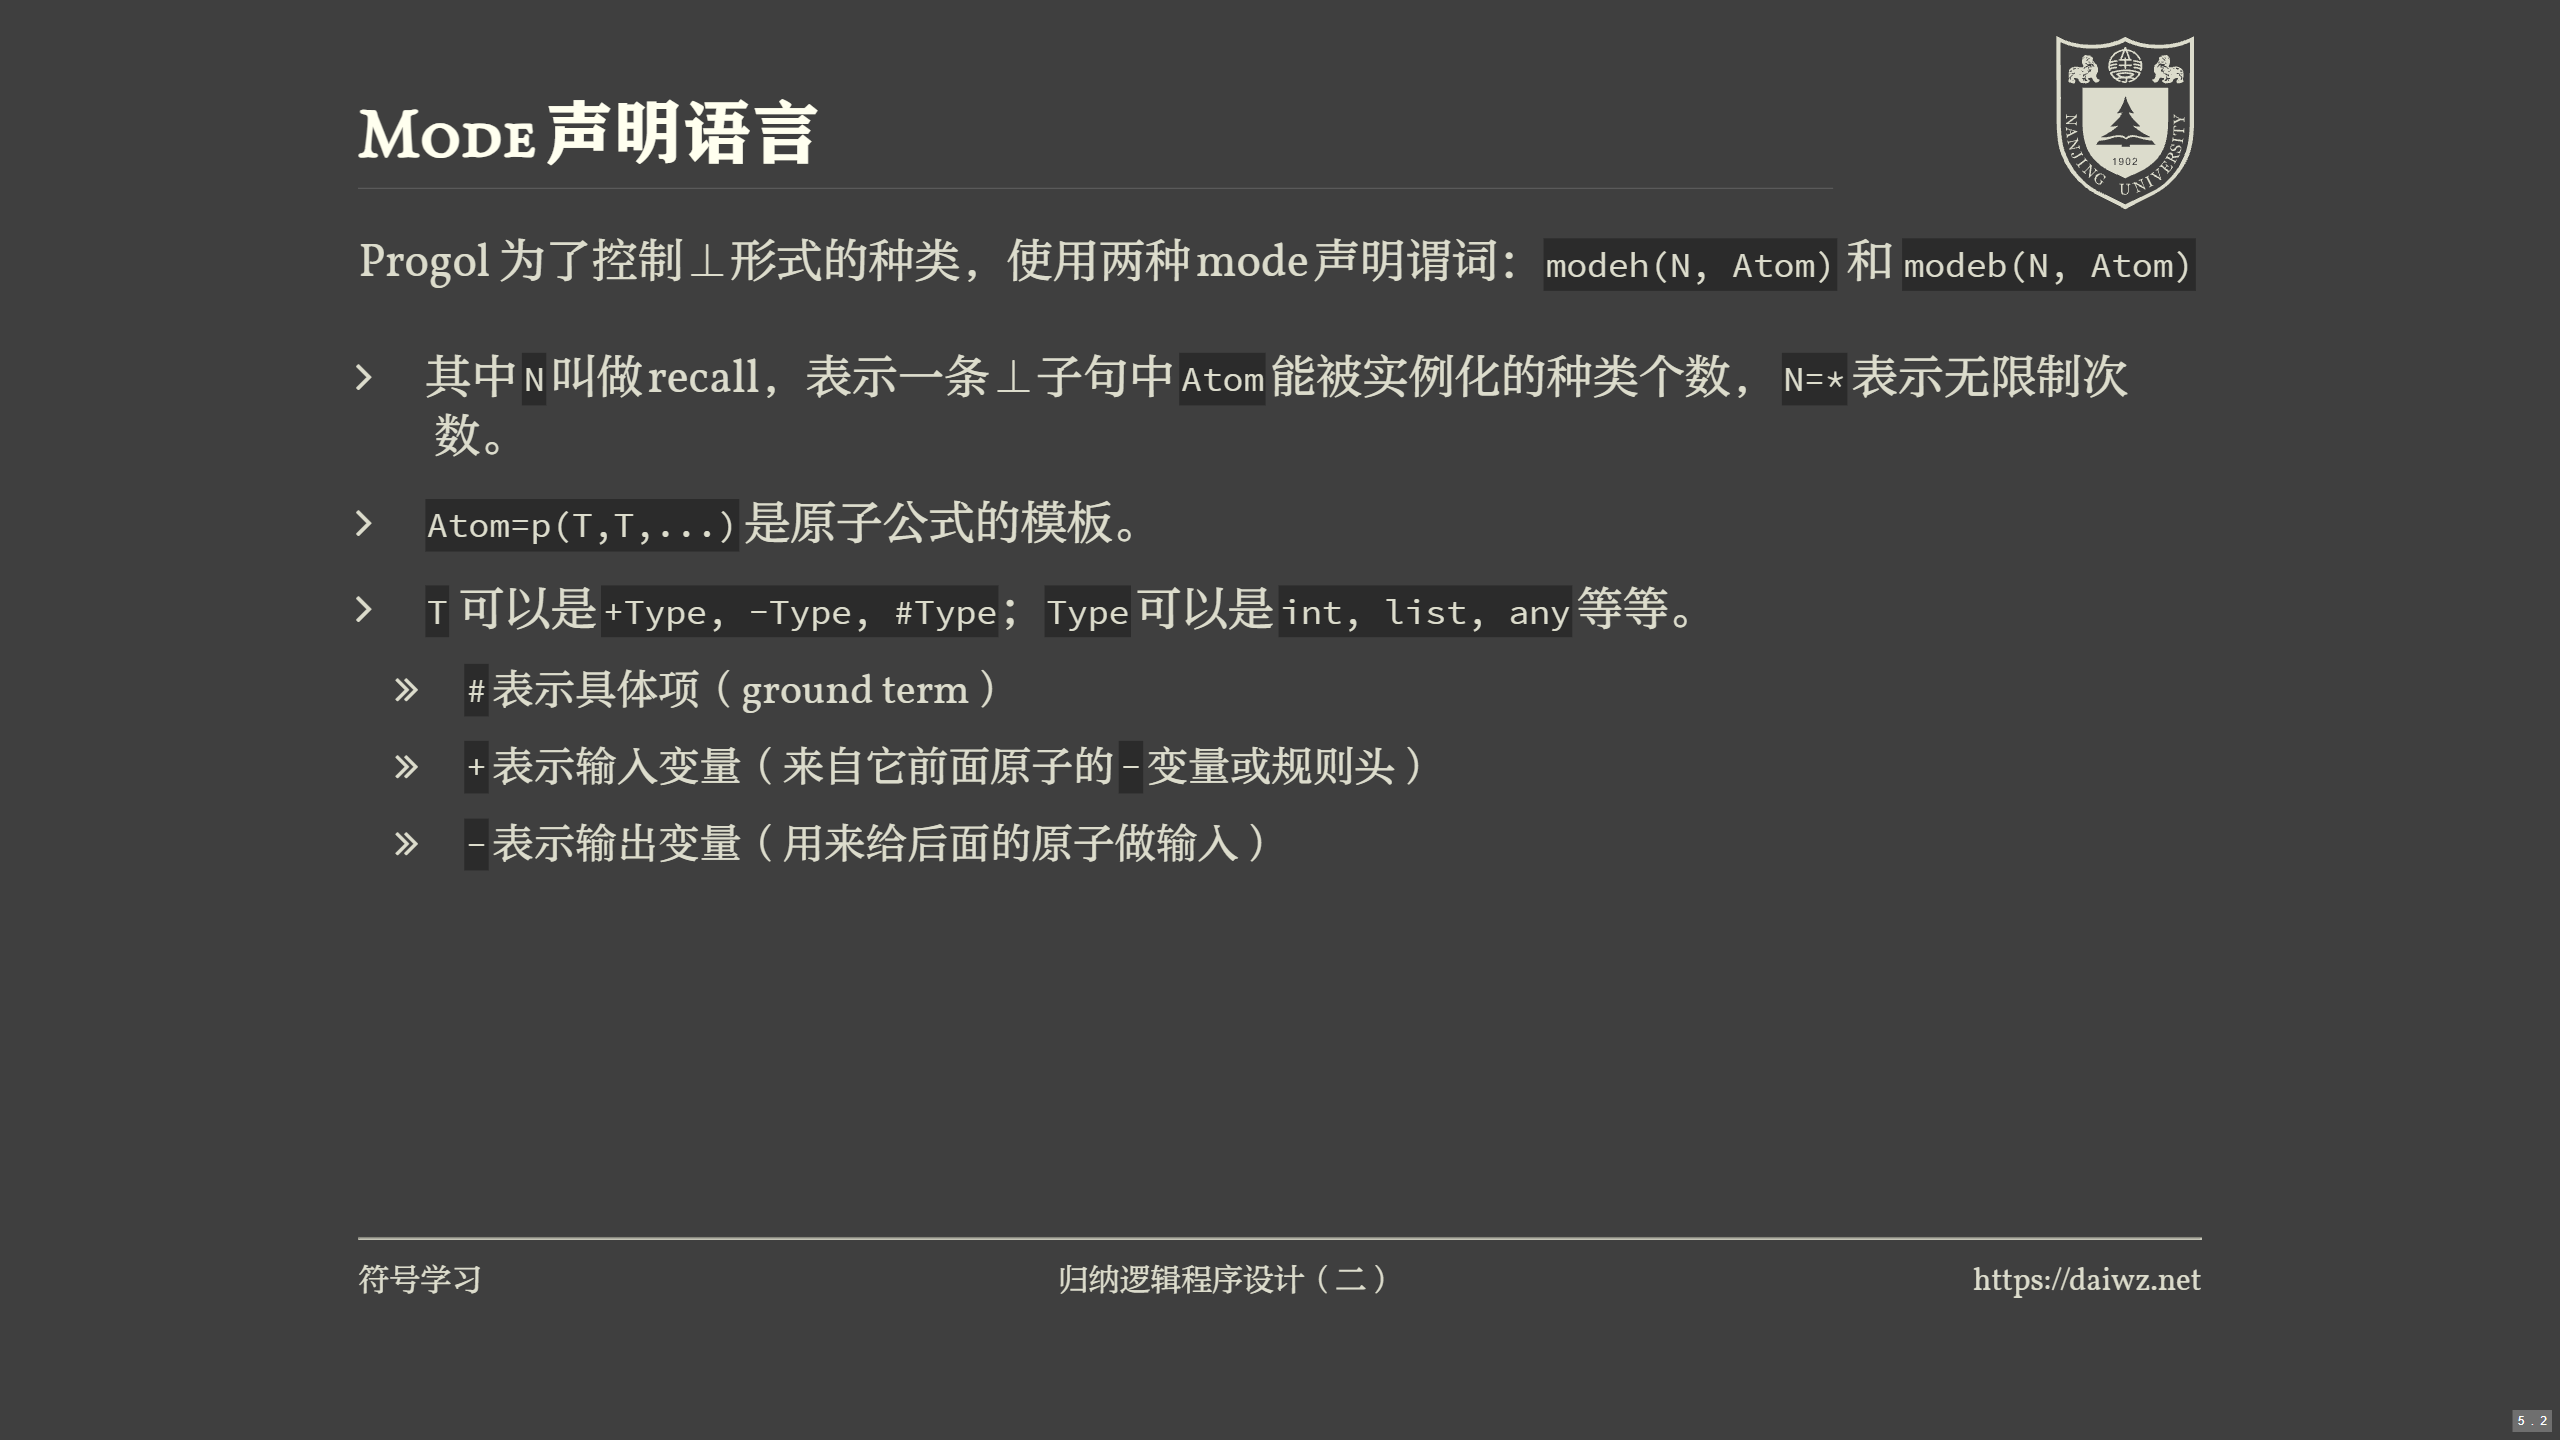 Mode 声明语言
NANJING UNIVERSITY
1902
Progol 为了控制⊥形式的种类，使用两种mode声明谓词：modeh(N, Atom) 和 modeb(N, Atom)
其中N叫做recall，表示一条⊥子句中Atom能被实例化的种类个数，N=*表示无限制次
数。
Atom=p(T,T,...)是原子公式的模板。
T 可以是+Type, -Type, #Type；Type可以是int, list, any等等。
#表示具体项（ground term）
+表示输入变量（来自它前面原子的-变量或规则头）
-表示输出变量（用来给后面的原子做输入）
符号学习
归纳逻辑程序设计（二）
https://daiwz.net
5.2